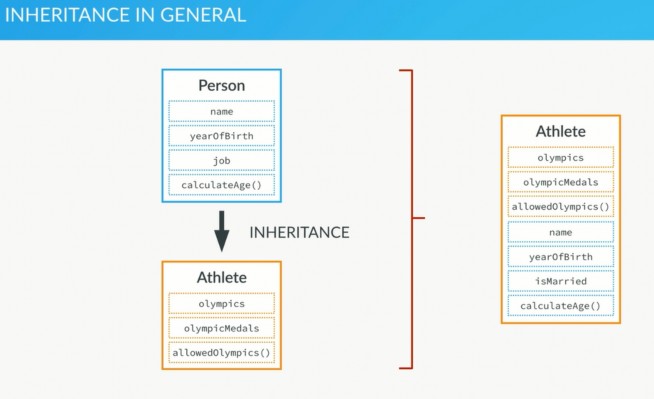 INHERITANCE IN GENERAL
Person
name
yearOfBirth
job
calculateAge()
INHERITANCE
Athlete
olympics
olympicMedals
allowedOlympics()
Athlete
olympics
olympicMedals
allowedOlympics()
name
yearOfBirth
isMarried
calculateAge()